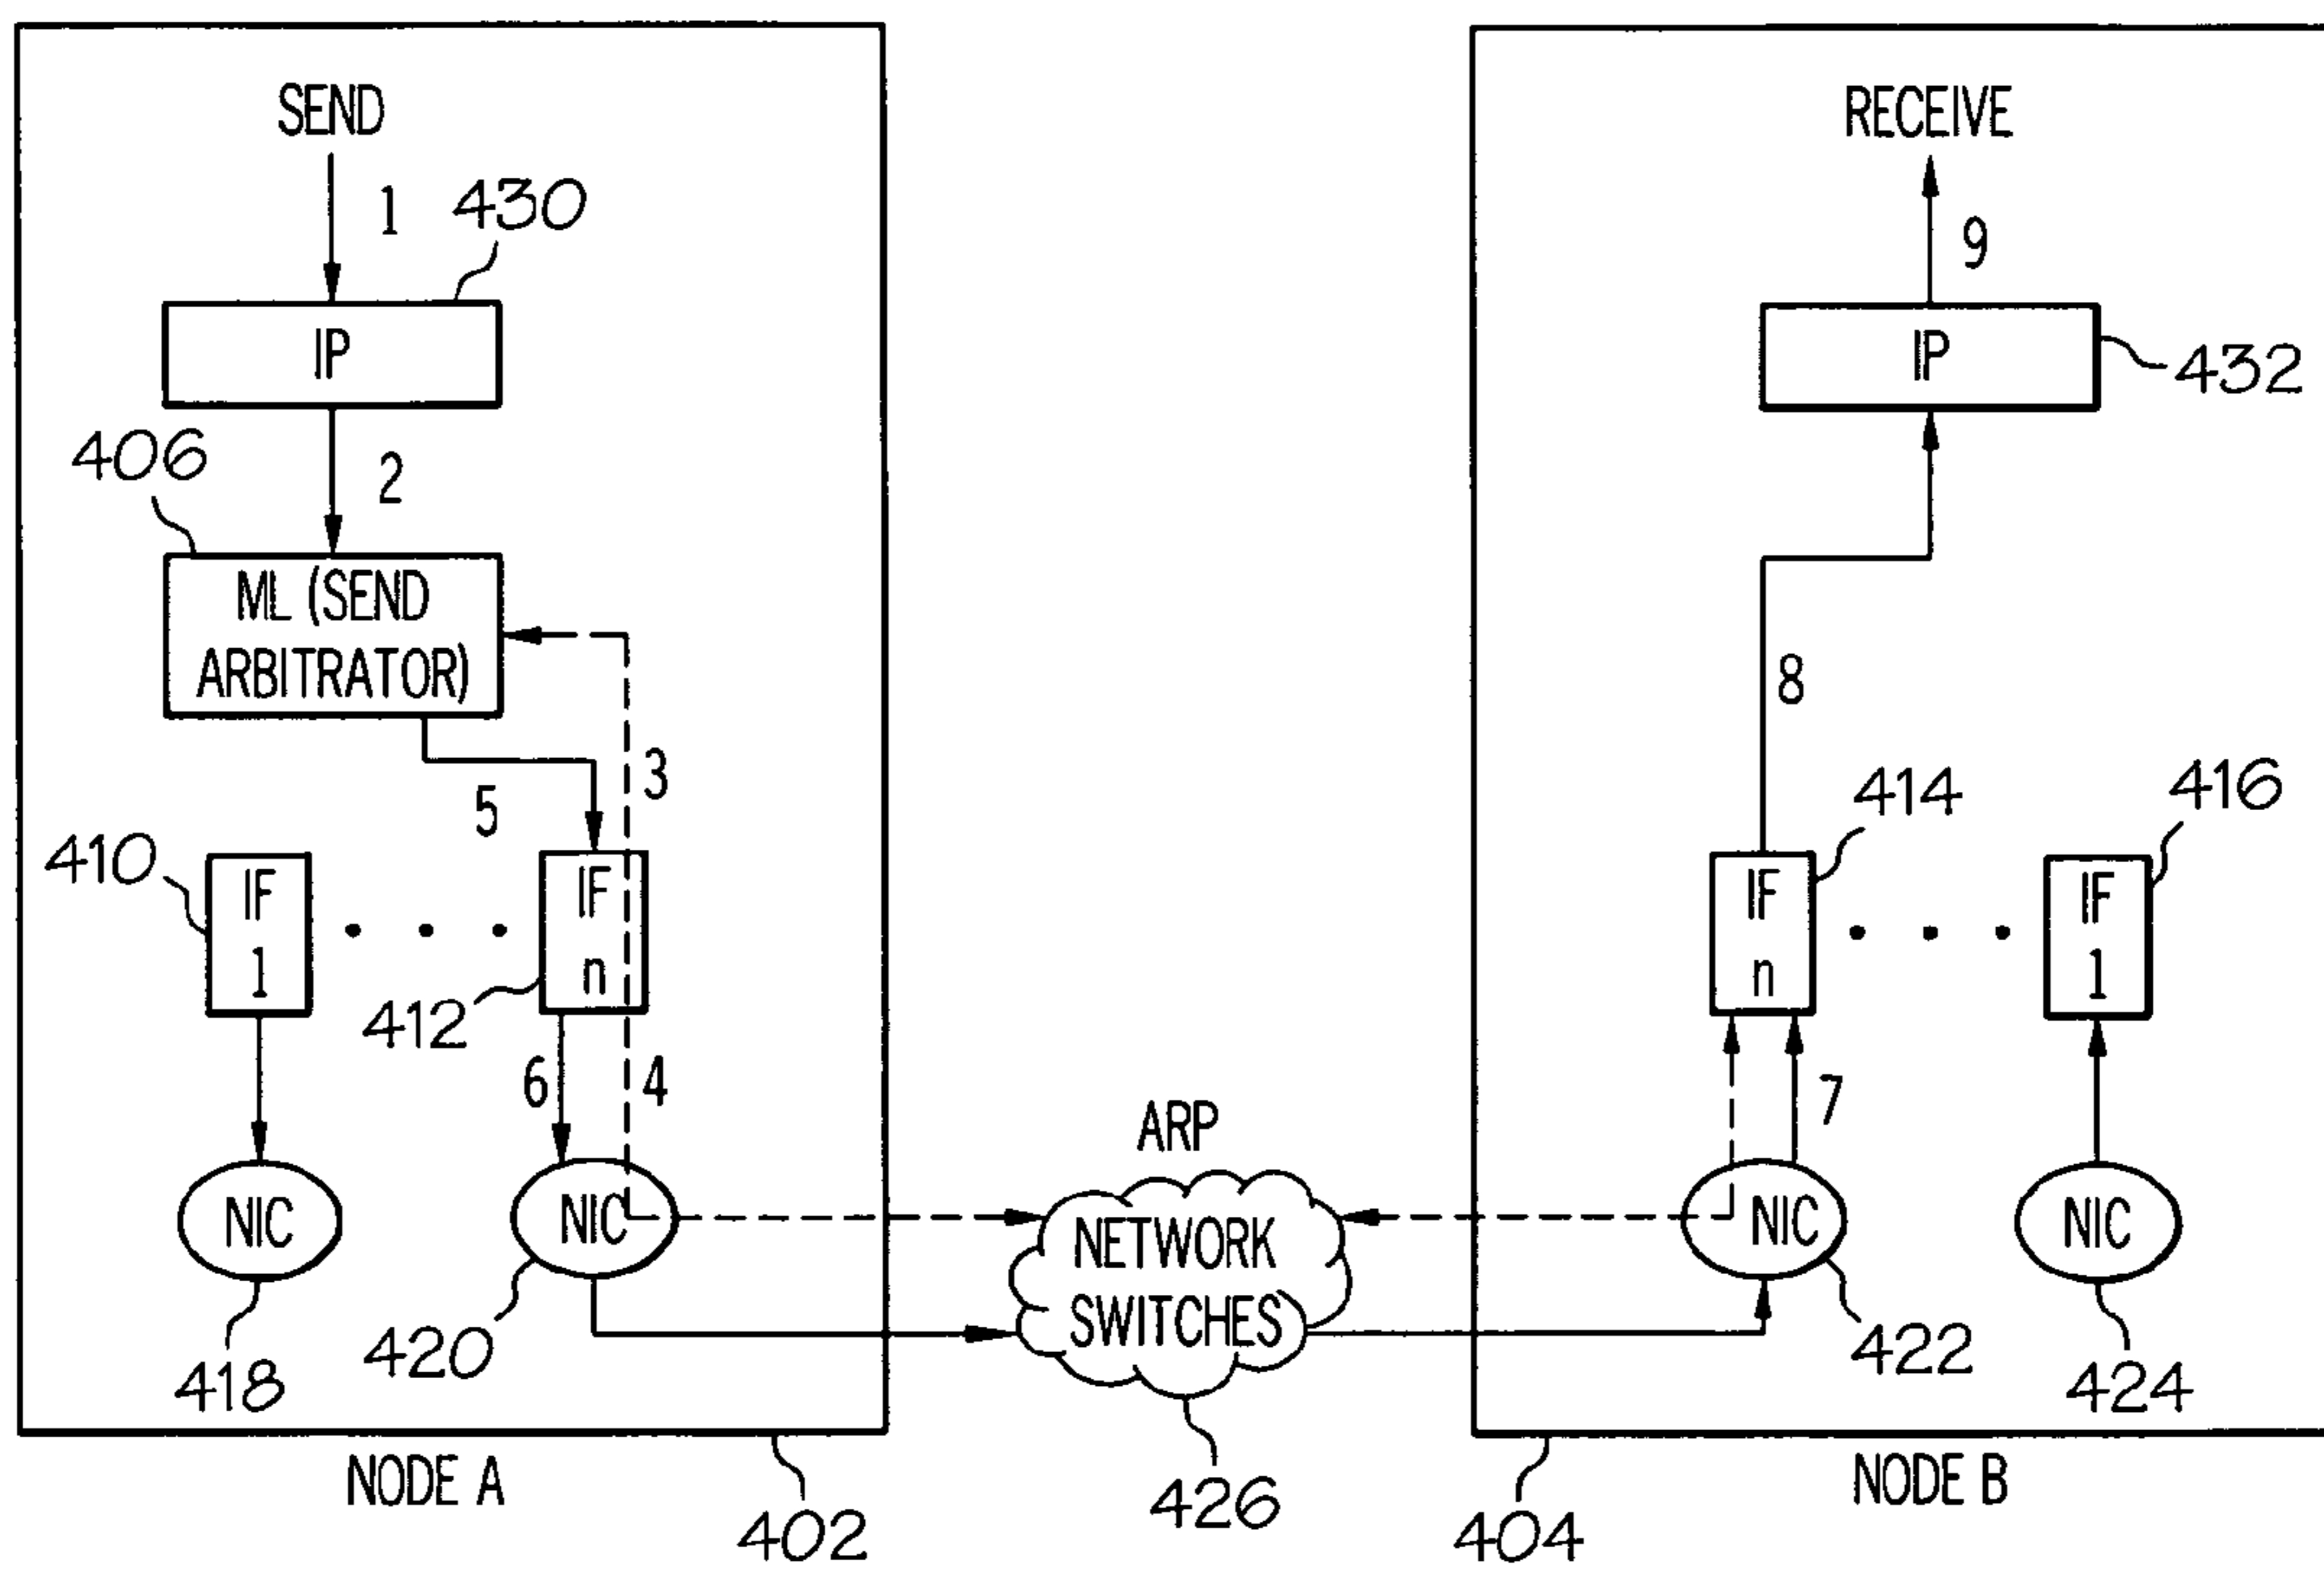 SEND
1
430
IP
406
2
ML (SEND
ARBITRATOR)
3
5
410
IF
1
IF
n
412
6
4
NIC
NIC
418
420
NODE A
402
ARP
NETWORK
SWITCHES
426
RECEIVE
9
IP
432
8
414
416
IF
n
IF
1
7
NIC
NIC
422
424
404
NODE B